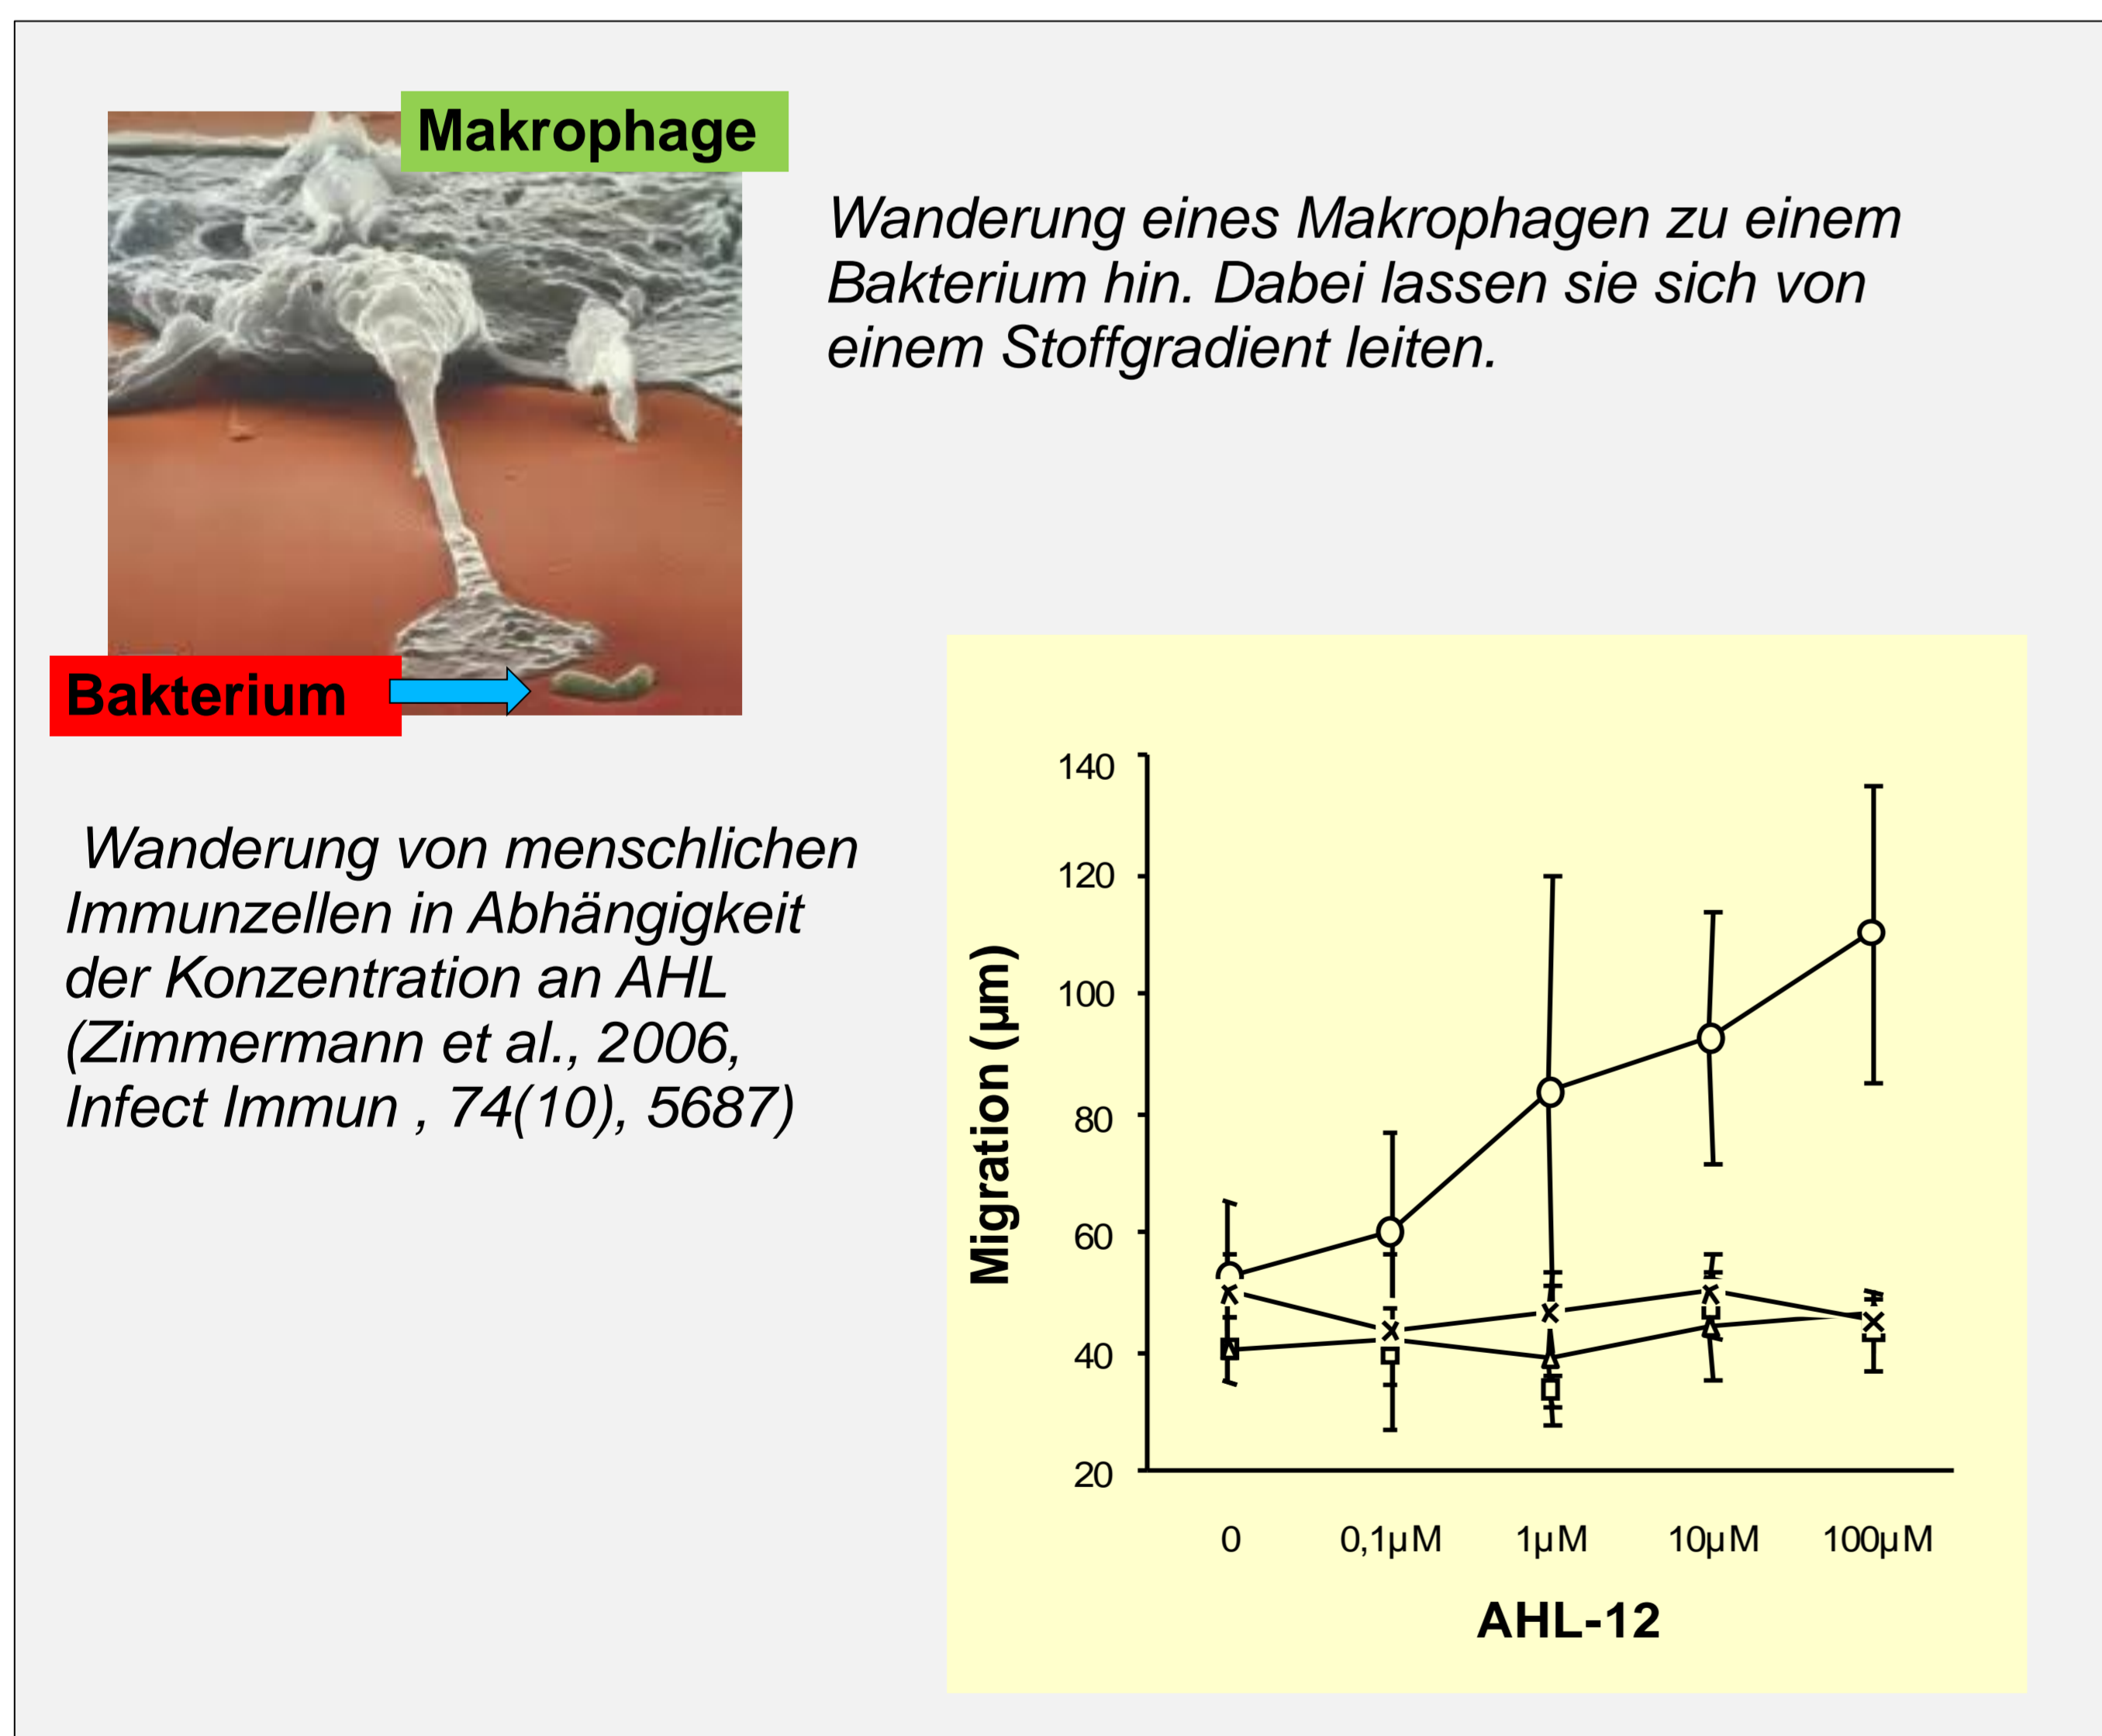 Makrophage
Wanderung eines Makrophagen zu einem
Bakterium hin. Dabei lassen sie sich von
einem Stoffgradient leiten.
Bakterium
Wanderung von menschlichen
Immunzellen in Abhängigkeit
der Konzentration an AHL
(Zimmermann et al., 2006,
Infect Immun , 74(10), 5687)
Migration (µm)
140
120
100
80
60
40
20
0 0,1µM 1µM 10µM 100µM
AHL-12